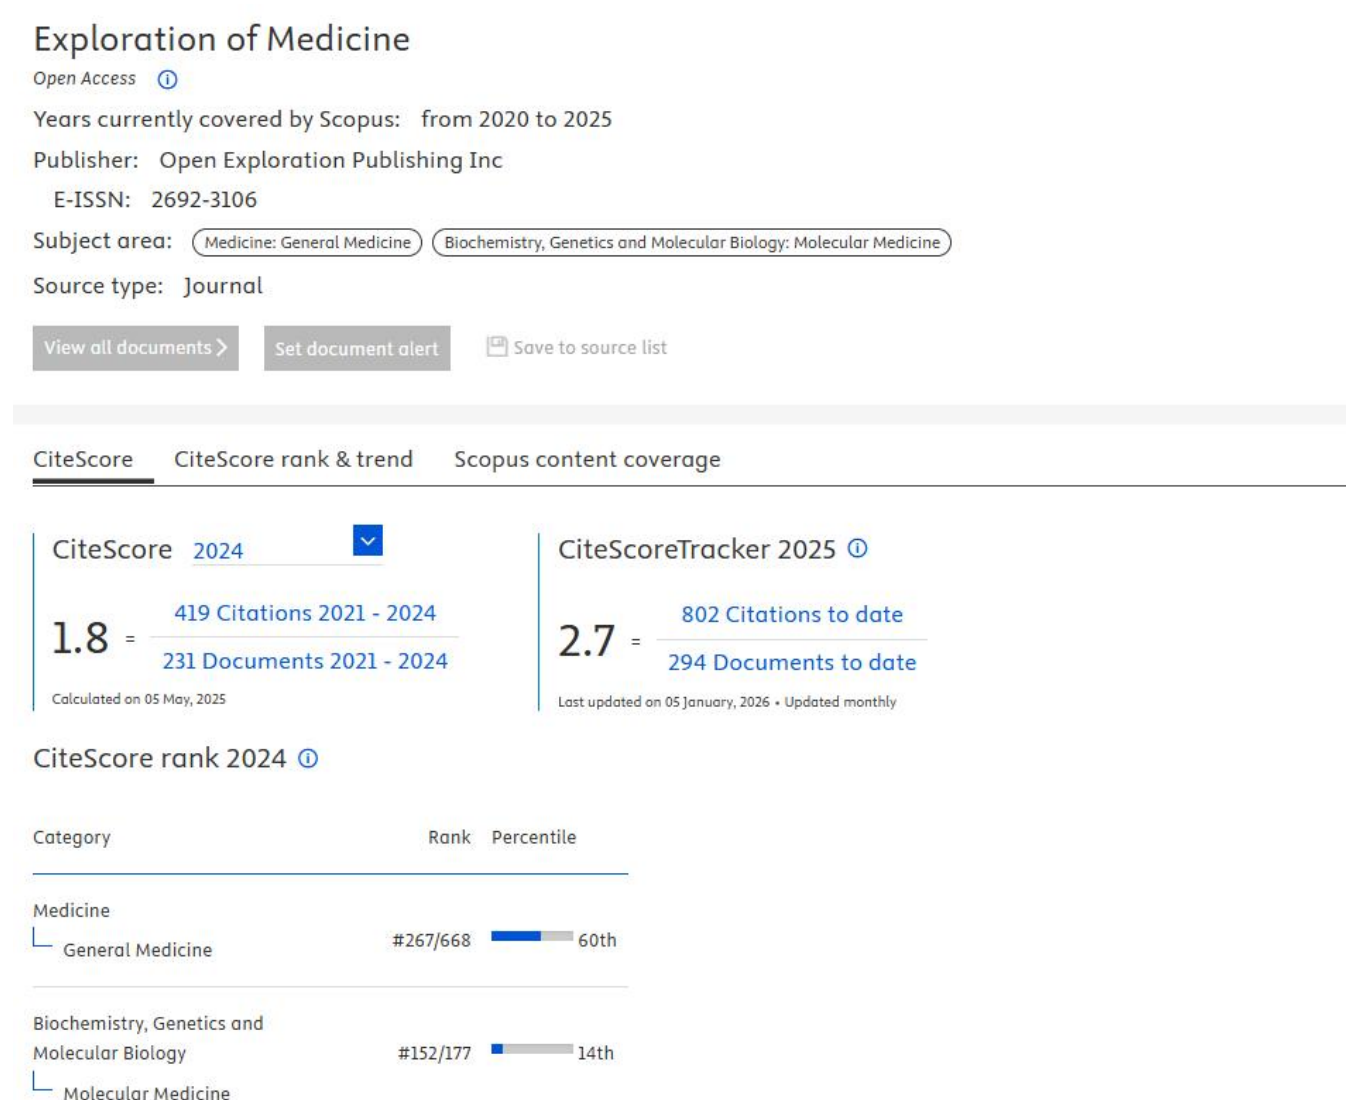 Exploration of Medicine
Open Access
Years currently covered by Scopus: from 2020 to 2025
Publisher: Open Exploration Publishing Inc
E-ISSN: 2692-3106
Subject area: Medicine: General Medicine Biochemistry, Genetics and Molecular Biology: Molecular Medicine
Source type: Journal
View all documents > Set document alert Save to source list
CiteScore CiteScore rank & trend Scopus content coverage
CiteScore 2024
1.8 =
419 Citations 2021 - 2024
231 Documents 2021 - 2024
Calculated on 05 May, 2025
CiteScoreTracker 2025
2.7 =
802 Citations to date
294 Documents to date
Last updated on 05 January, 2026 • Updated monthly
CiteScore rank 2024
Category Rank Percentile
Medicine
General Medicine #267/668 60th
Biochemistry, Genetics and
Molecular Biology #152/177 14th
Molecular Medicine